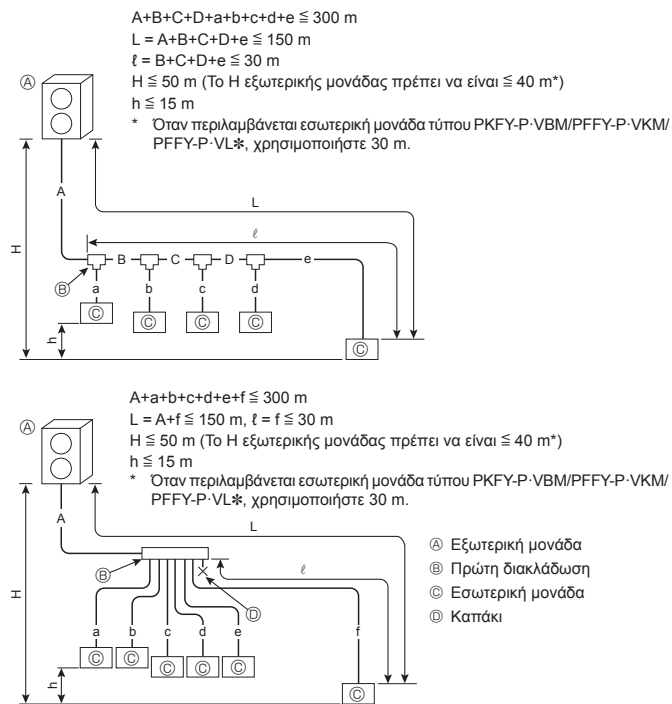 A+B+C+D+a+b+c+d+e ≦ 300 m
L = A+B+C+D+e ≦ 150 m
ℓ = B+C+D+e ≦ 30 m
H ≦ 50 m (Το H εξωτερικής μονάδας πρέπει να είναι ≦ 40 m*)
h ≦ 15 m
* Όταν περιλαμβάνεται εσωτερική μονάδα τύπου PKFY-P·VBM/PFFY-P·VKM/
PFFY-P·VL✻, χρησιμοποιήστε 30 m.
Ⓐ
A
L
H
ℓ
B C D e
Ⓑ a b c d
Ⓒ Ⓒ Ⓒ Ⓒ
h
Ⓒ
A+a+b+c+d+e+f ≦ 300 m
L = A+f ≦ 150 m, ℓ = f ≦ 30 m
H ≦ 50 m (Το H εξωτερικής μονάδας πρέπει να είναι ≦ 40 m*)
h ≦ 15 m
* Όταν περιλαμβάνεται εσωτερική μονάδα τύπου PKFY-P·VBM/PFFY-P·VKM/
PFFY-P·VL✻, χρησιμοποιήστε 30 m.
Ⓐ
A
L
H
Ⓑ
ℓ
Ⓓ
a b c d e f
Ⓒ Ⓒ Ⓒ Ⓒ Ⓒ
h
Ⓒ
Ⓐ Εξωτερική μονάδα
Ⓑ Πρώτη διακλάδωση
Ⓒ Εσωτερική μονάδα
Ⓓ Καπάκι